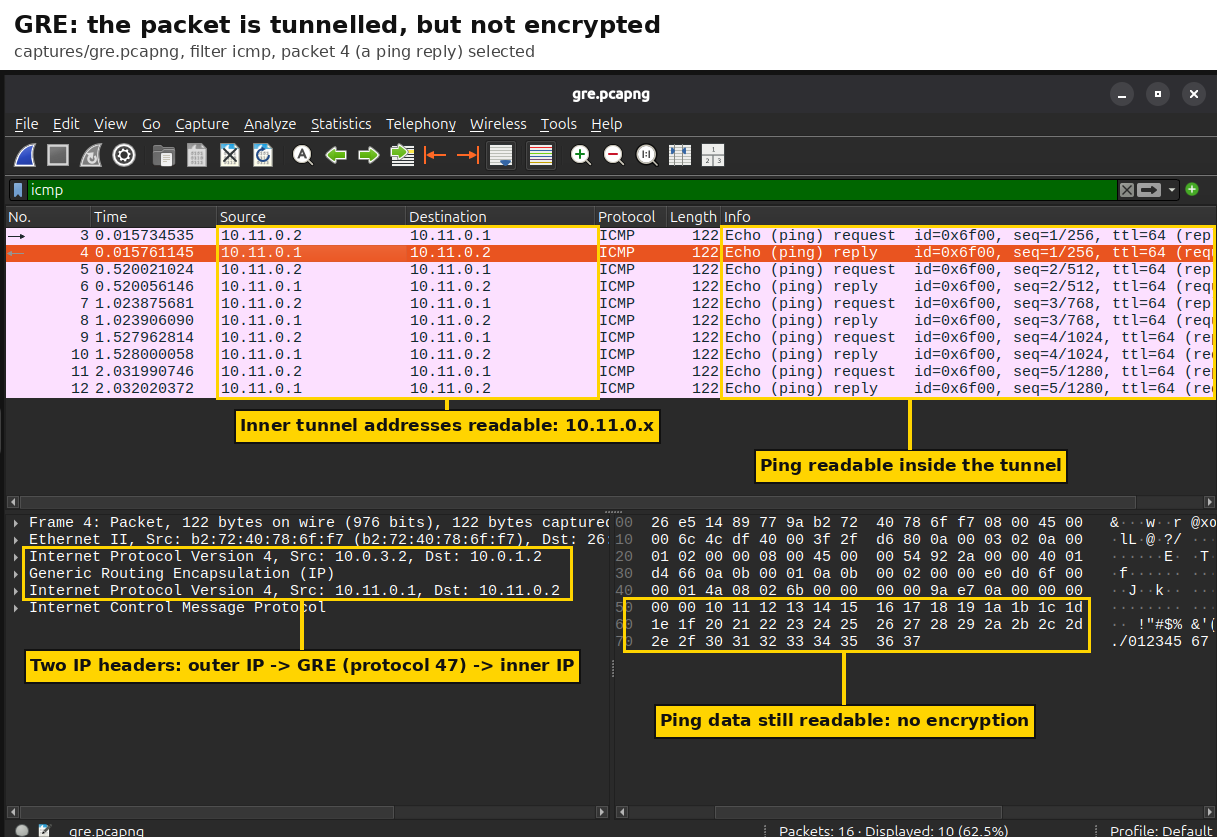 GRE: the packet is tunnelled, but not encrypted
captures/gre.pcapng, filter icmp, packet 4 (a ping reply) selected
gre.pcapng
File Edit View Go Capture Analyze Statistics Telephony Wireless Tools Help
icmp
No. Time Source Destination Protocol Length Info
3 0.015734535 10.11.0.2 10.11.0.1 ICMP 122 Echo (ping) request id=0x6f00, seq=1/256, ttl=64 (rep
4 0.015761145 10.11.0.1 10.11.0.2 ICMP 122 Echo (ping) reply id=0x6f00, seq=1/256, ttl=64 (req
5 0.520021024 10.11.0.2 10.11.0.1 ICMP 122 Echo (ping) request id=0x6f00, seq=2/512, ttl=64 (rep
6 0.520056146 10.11.0.1 10.11.0.2 ICMP 122 Echo (ping) reply id=0x6f00, seq=2/512, ttl=64 (req
7 1.023875681 10.11.0.2 10.11.0.1 ICMP 122 Echo (ping) request id=0x6f00, seq=3/768, ttl=64 (rep
8 1.023906090 10.11.0.1 10.11.0.2 ICMP 122 Echo (ping) reply id=0x6f00, seq=3/768, ttl=64 (req
9 1.527962814 10.11.0.2 10.11.0.1 ICMP 122 Echo (ping) request id=0x6f00, seq=4/1024, ttl=64 (re
10 1.528000058 10.11.0.1 10.11.0.2 ICMP 122 Echo (ping) reply id=0x6f00, seq=4/1024, ttl=64 (re
11 2.031990746 10.11.0.2 10.11.0.1 ICMP 122 Echo (ping) request id=0x6f00, seq=5/1280, ttl=64 (re
12 2.032020372 10.11.0.1 10.11.0.2 ICMP 122 Echo (ping) reply id=0x6f00, seq=5/1280, ttl=64 (re
Inner tunnel addresses readable: 10.11.0.x
Ping readable inside the tunnel
Frame 4: Packet, 122 bytes on wire (976 bits), 122 bytes captured
Ethernet II, Src: b2:72:40:78:6f:f7 (b2:72:40:78:6f:f7), Dst: 26:
Internet Protocol Version 4, Src: 10.0.3.2, Dst: 10.0.1.2
Generic Routing Encapsulation (IP)
Internet Protocol Version 4, Src: 10.11.0.1, Dst: 10.11.0.2
Internet Control Message Protocol
Two IP headers: outer IP -> GRE (protocol 47) -> inner IP
00 26 e5 14 89 77 9a b2 72 40 78 6f f7 08 00 45 00 &···w··r @xo
10 00 6c 4c df 40 00 3f 2f d6 80 0a 00 03 02 0a 00 ·lL·@·?/
20 01 02 00 00 08 00 45 00 00 54 92 2a 00 00 40 01 ······E· ·T·
30 d4 66 0a 0b 00 01 0a 0b 00 02 00 00 e0 d0 6f 00 ·f······
40 00 01 4a 08 02 6b 00 00 00 00 9a e7 0a 00 00 00 ··J··k··
50 00 00 10 11 12 13 14 15 16 17 18 19 1a 1b 1c 1d ········
60 1e 1f 20 21 22 23 24 25 26 27 28 29 2a 2b 2c 2d ·· !"#$% &'(
70 2e 2f 30 31 32 33 34 35 36 37 ./012345 67
Ping data still readable: no encryption
gre.pcapng
Packets: 16 · Displayed: 10 (62.5%)
Profile: Default